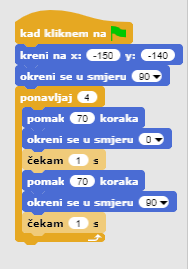 kad kliknem na
kreni na x: -150 y: -140
okreni se u smjeru 90
ponavljaj 4
pomak 70 koraka
okreni se u smjeru 0
čekam 1 s
pomak 70 koraka
okreni se u smjeru 90
čekam 1 s